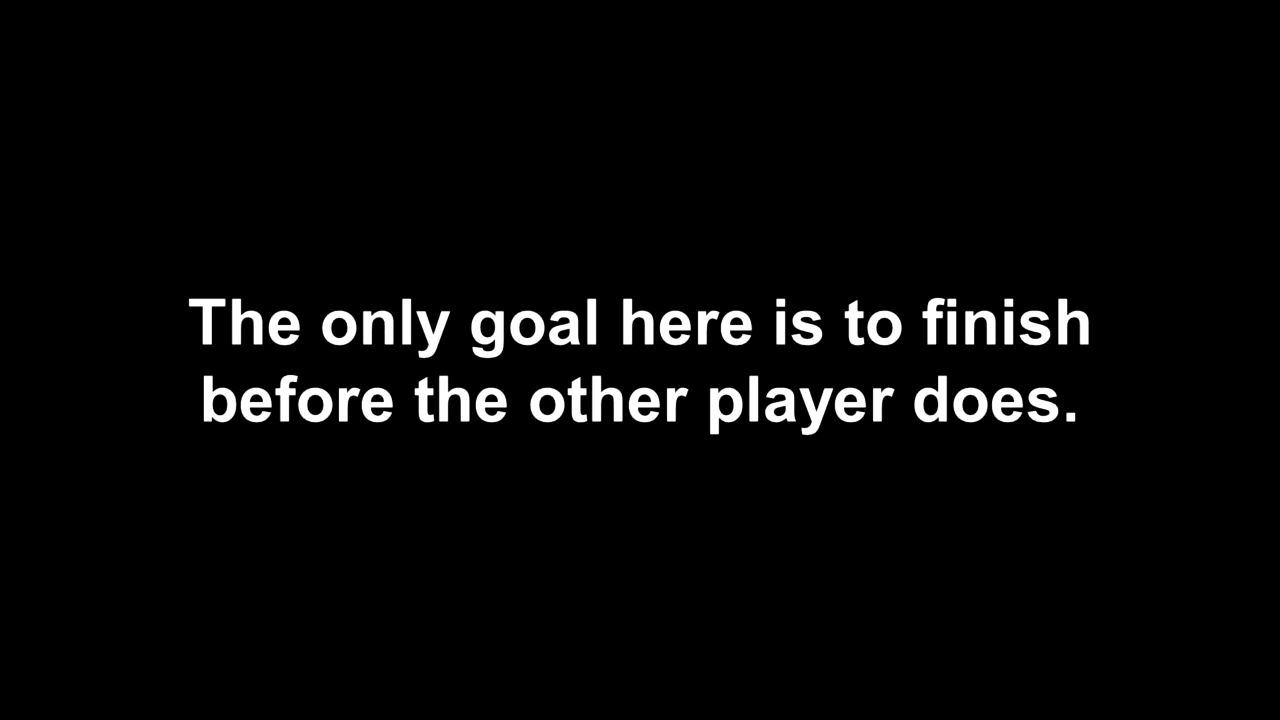 The only goal here is to finish
before the other player does.